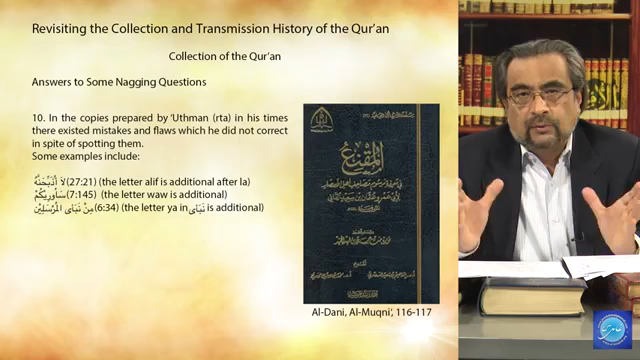 Revisiting the Collection and Transmission History of the Qur'an
Collection of the Qur'an
Answers to Some Nagging Questions
10. In the copies prepared by 'Uthman (rta) in his times
there existed mistakes and flaws which he did not correct
in spite of spotting them.
Some examples include:
لَا أَذْبَحَنَّهُ (27:21) (the letter alif is additional after la)
سَأُورِيكُمْ (7:145) (the letter waw is additional)
مِنْ نَبَاىِ الْمُرْسَلِيْنَ (6:34) (the letter ya in نَبَاى is additional)
المقنع
Al-Dani, Al-Muqni', 116-117